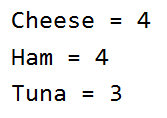 Cheese = 4
Ham = 4
Tuna = 3